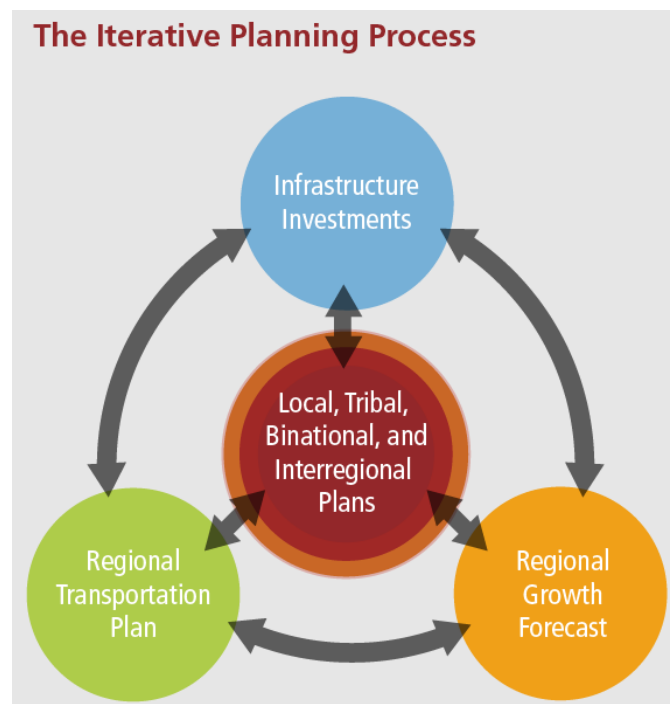 The Iterative Planning Process
Infrastructure
Investments
Local, Tribal,
Binational, and
Interregional
Plans
Regional
Transportation
Plan
Regional
Growth
Forecast